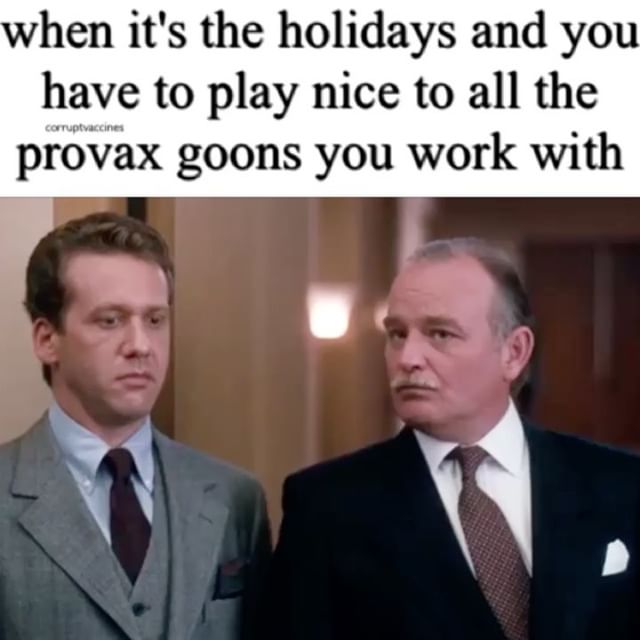 when it's the holidays and you
have to play nice to all the
corruptvaccines
provax goons you work with